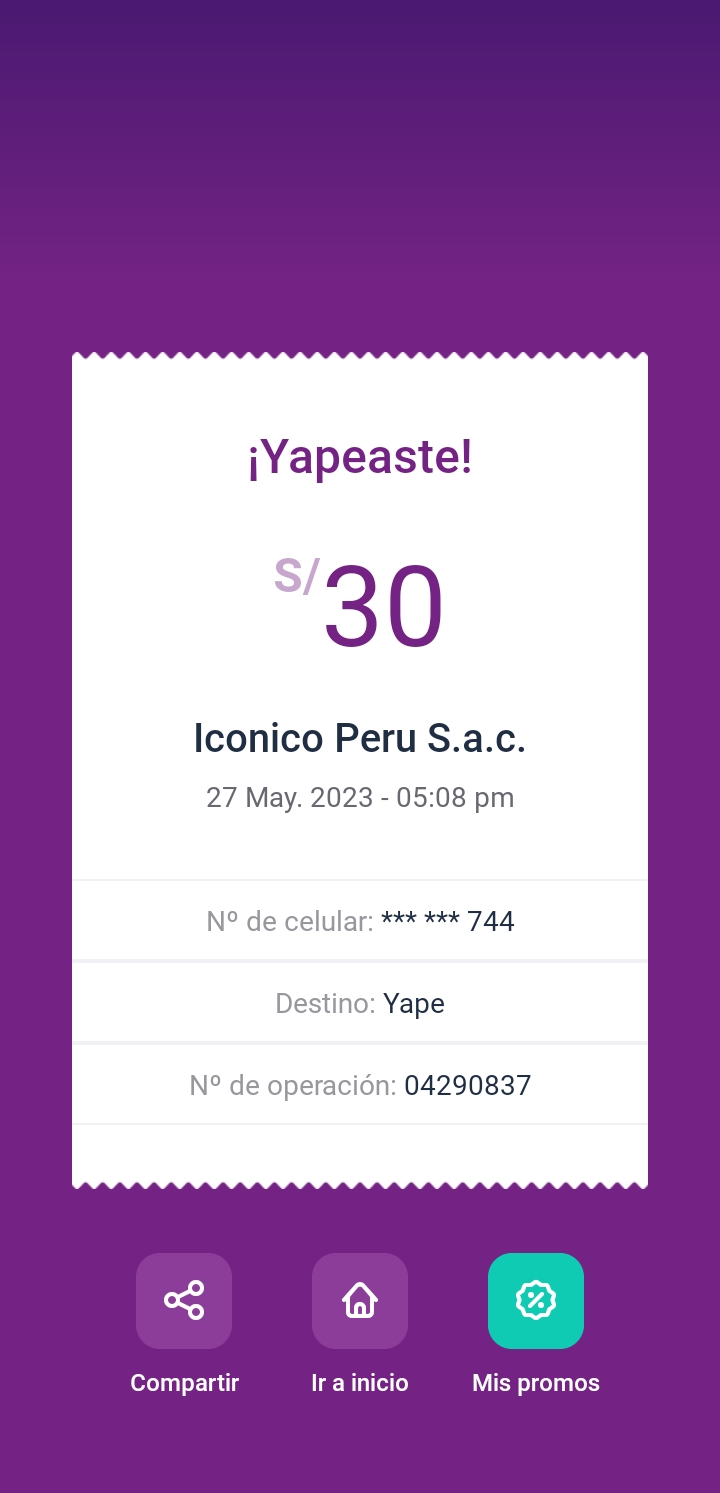 ¡Yapeaste!
S/30
Iconico Peru S.a.c.
27 May. 2023 - 05:08 pm
Nº de celular: *** *** 744
Destino: Yape
Nº de operación: 04290837
Compartir Ir a inicio Mis promos